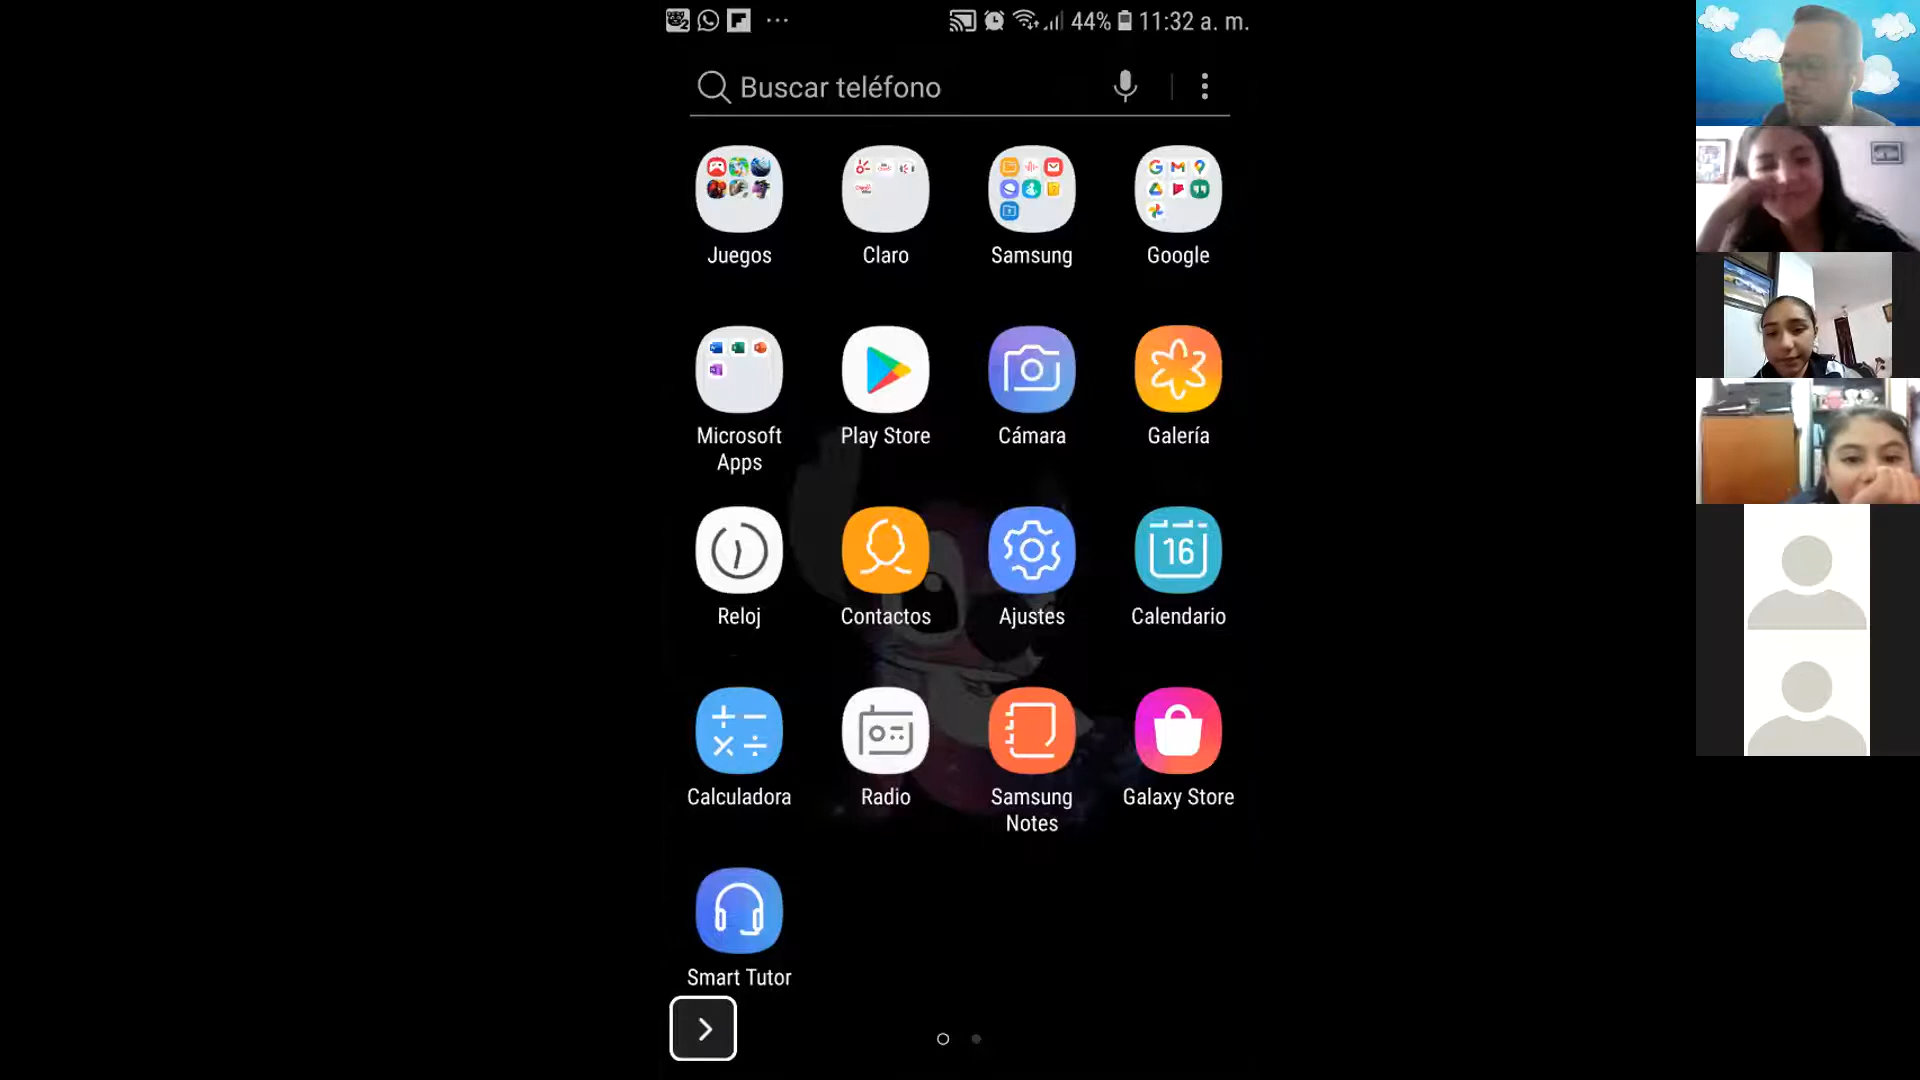 44% 11:32 a. m.
Buscar teléfono
Juegos Claro Samsung Google
Microsoft Apps Play Store Cámara Galería
16
Reloj Contactos Ajustes Calendario
Calculadora Radio Samsung Notes Galaxy Store
Smart Tutor